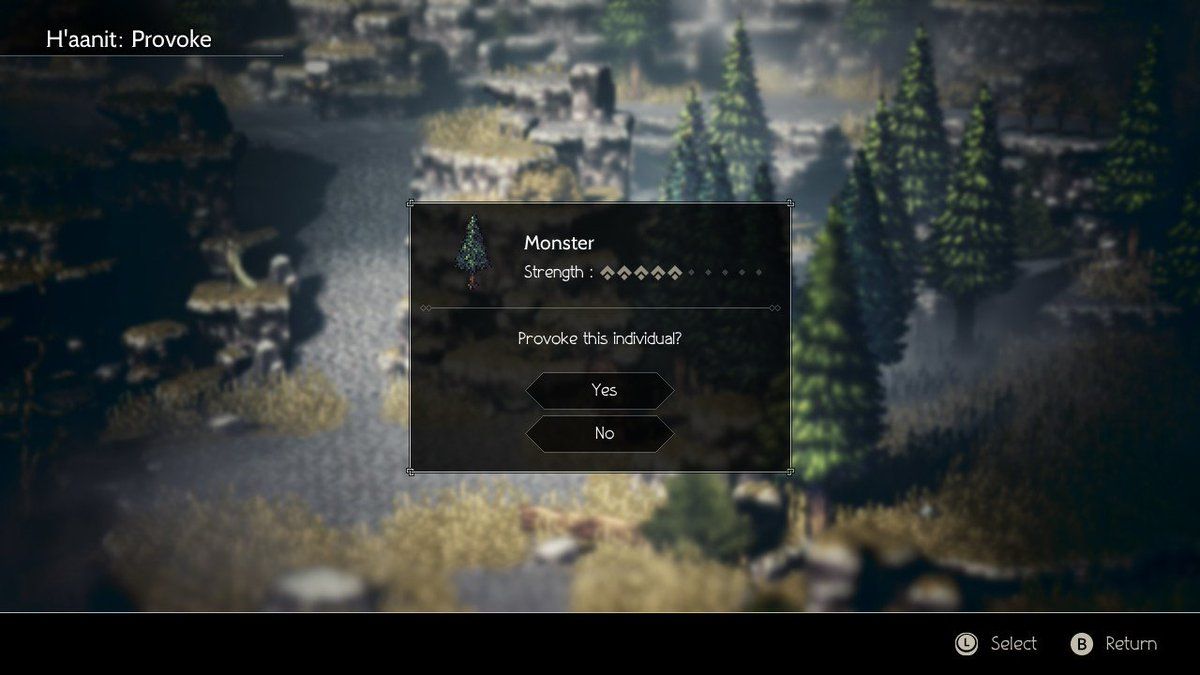 H'aanit: Provoke
Monster
Strength :
Provoke this individual?
Yes
No
L Select B Return